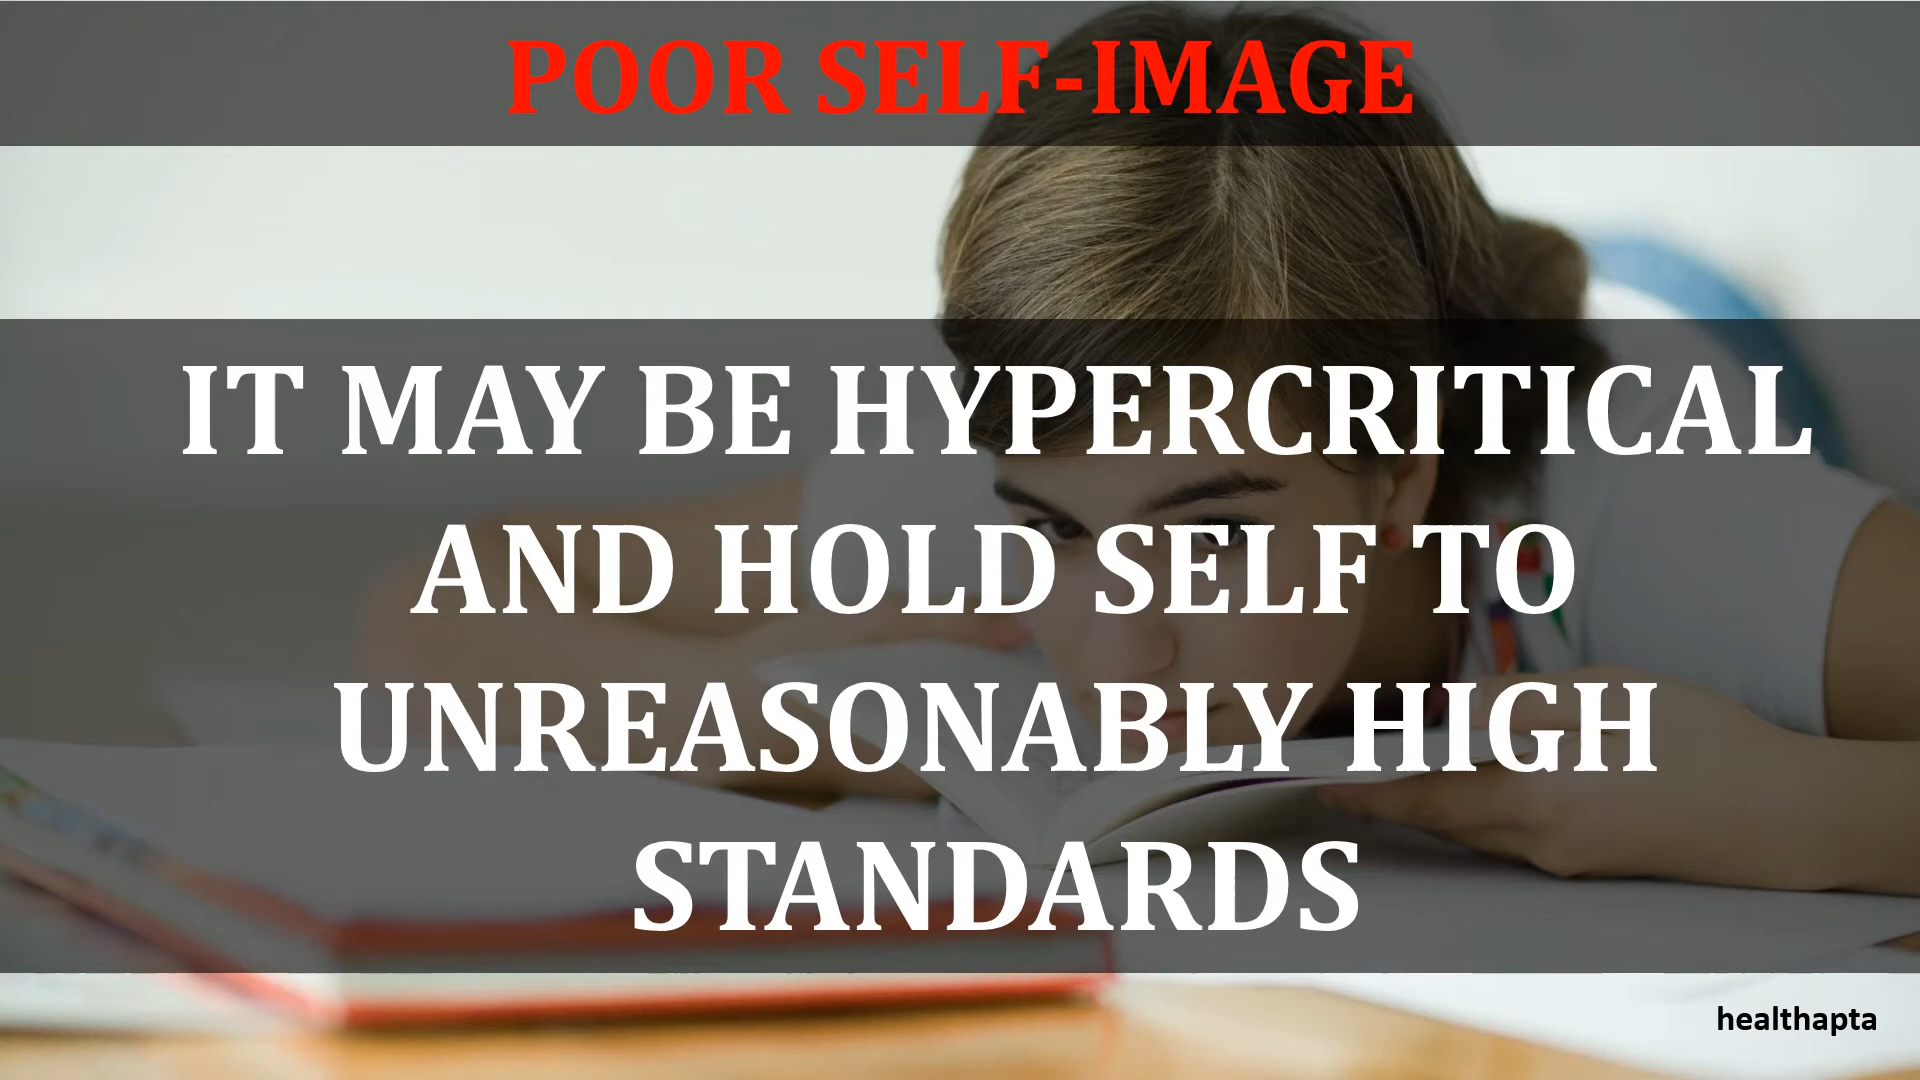 POOR SELF-IMAGE
IT MAY BE HYPERCRITICAL
AND HOLD SELF TO
UNREASONABLY HIGH
STANDARDS
healthapta